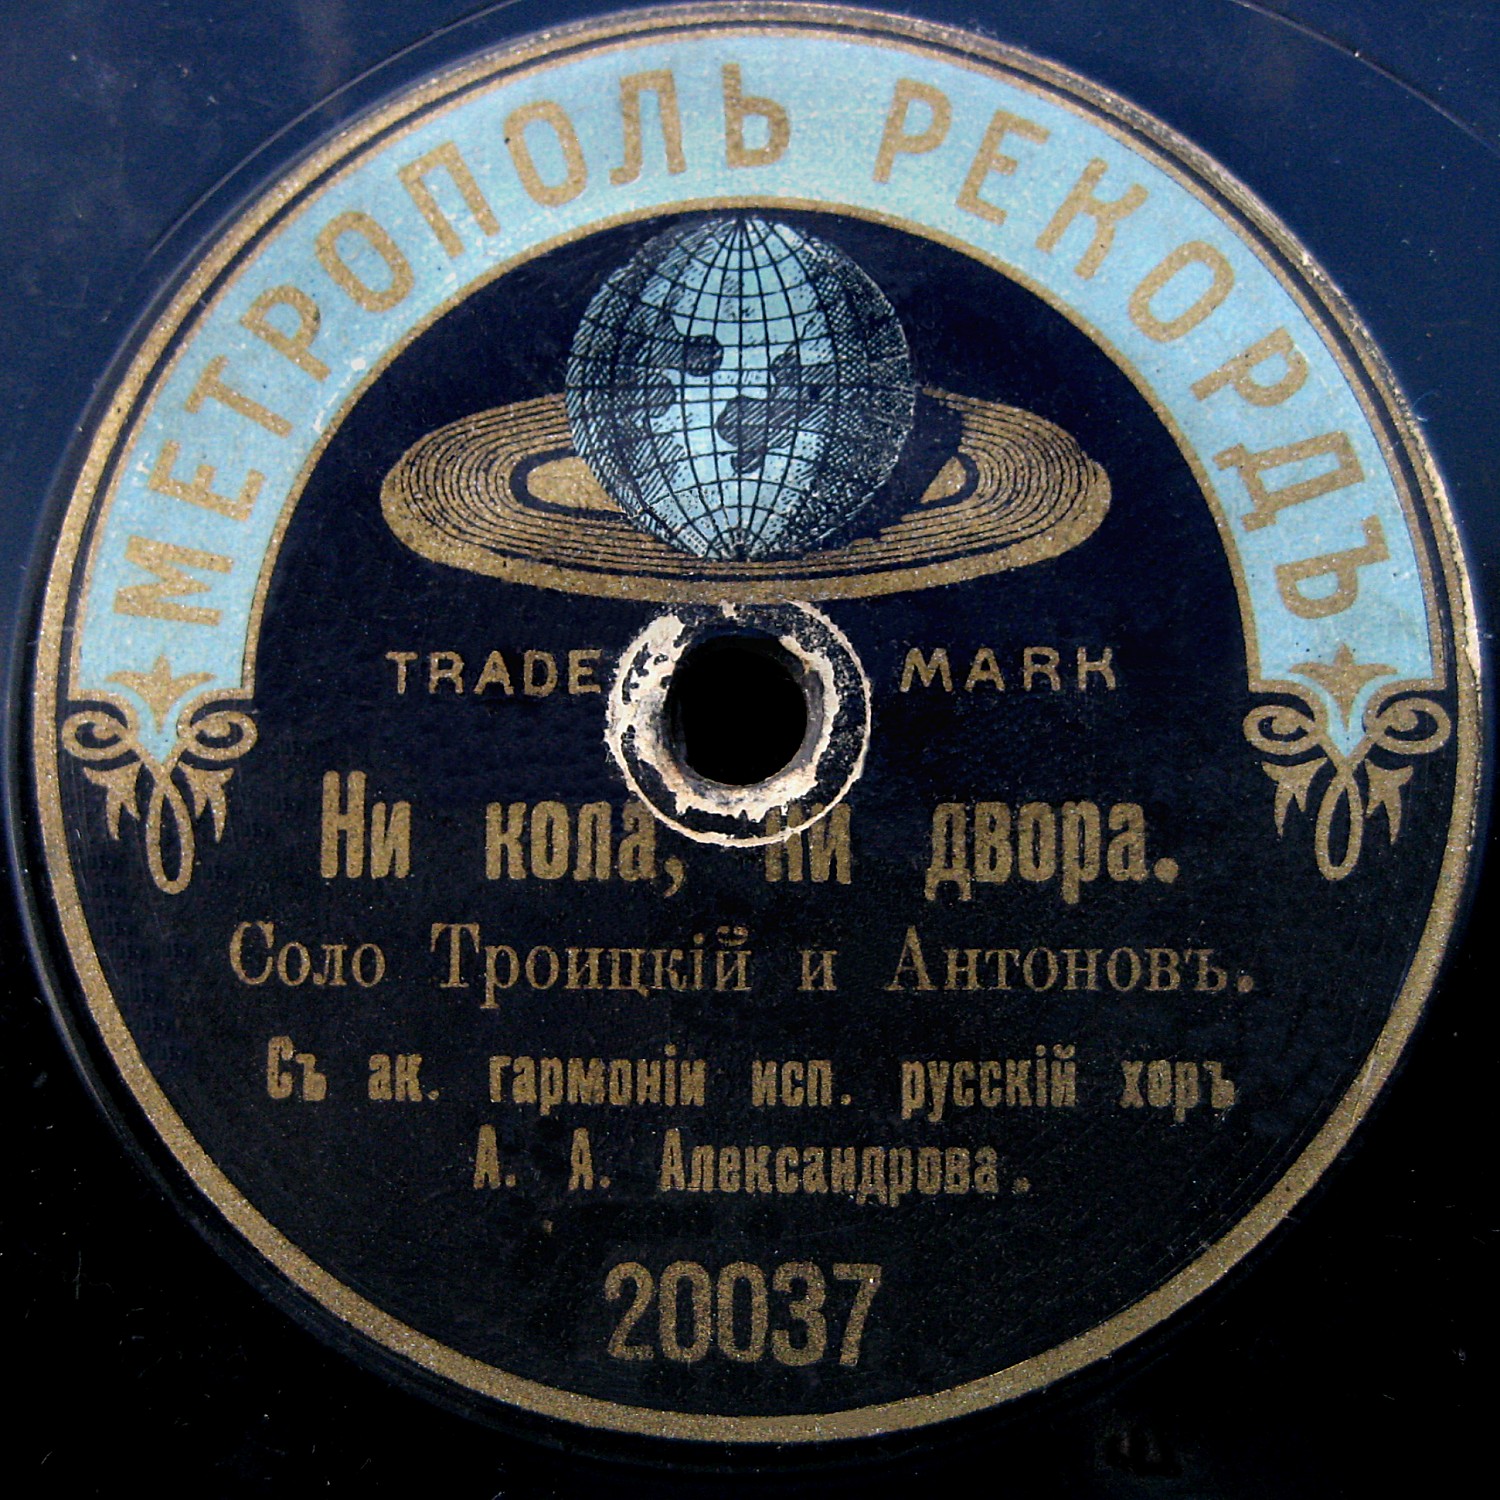 МЕТРОПОЛЬ РЕКОРДЪ
TRADE MARK
Ни кола, ни двора.
Соло Троицкій и Антоновъ.
Съ ак. гармоніи исп. русскій хоръ
А. А. Александрова.
20037